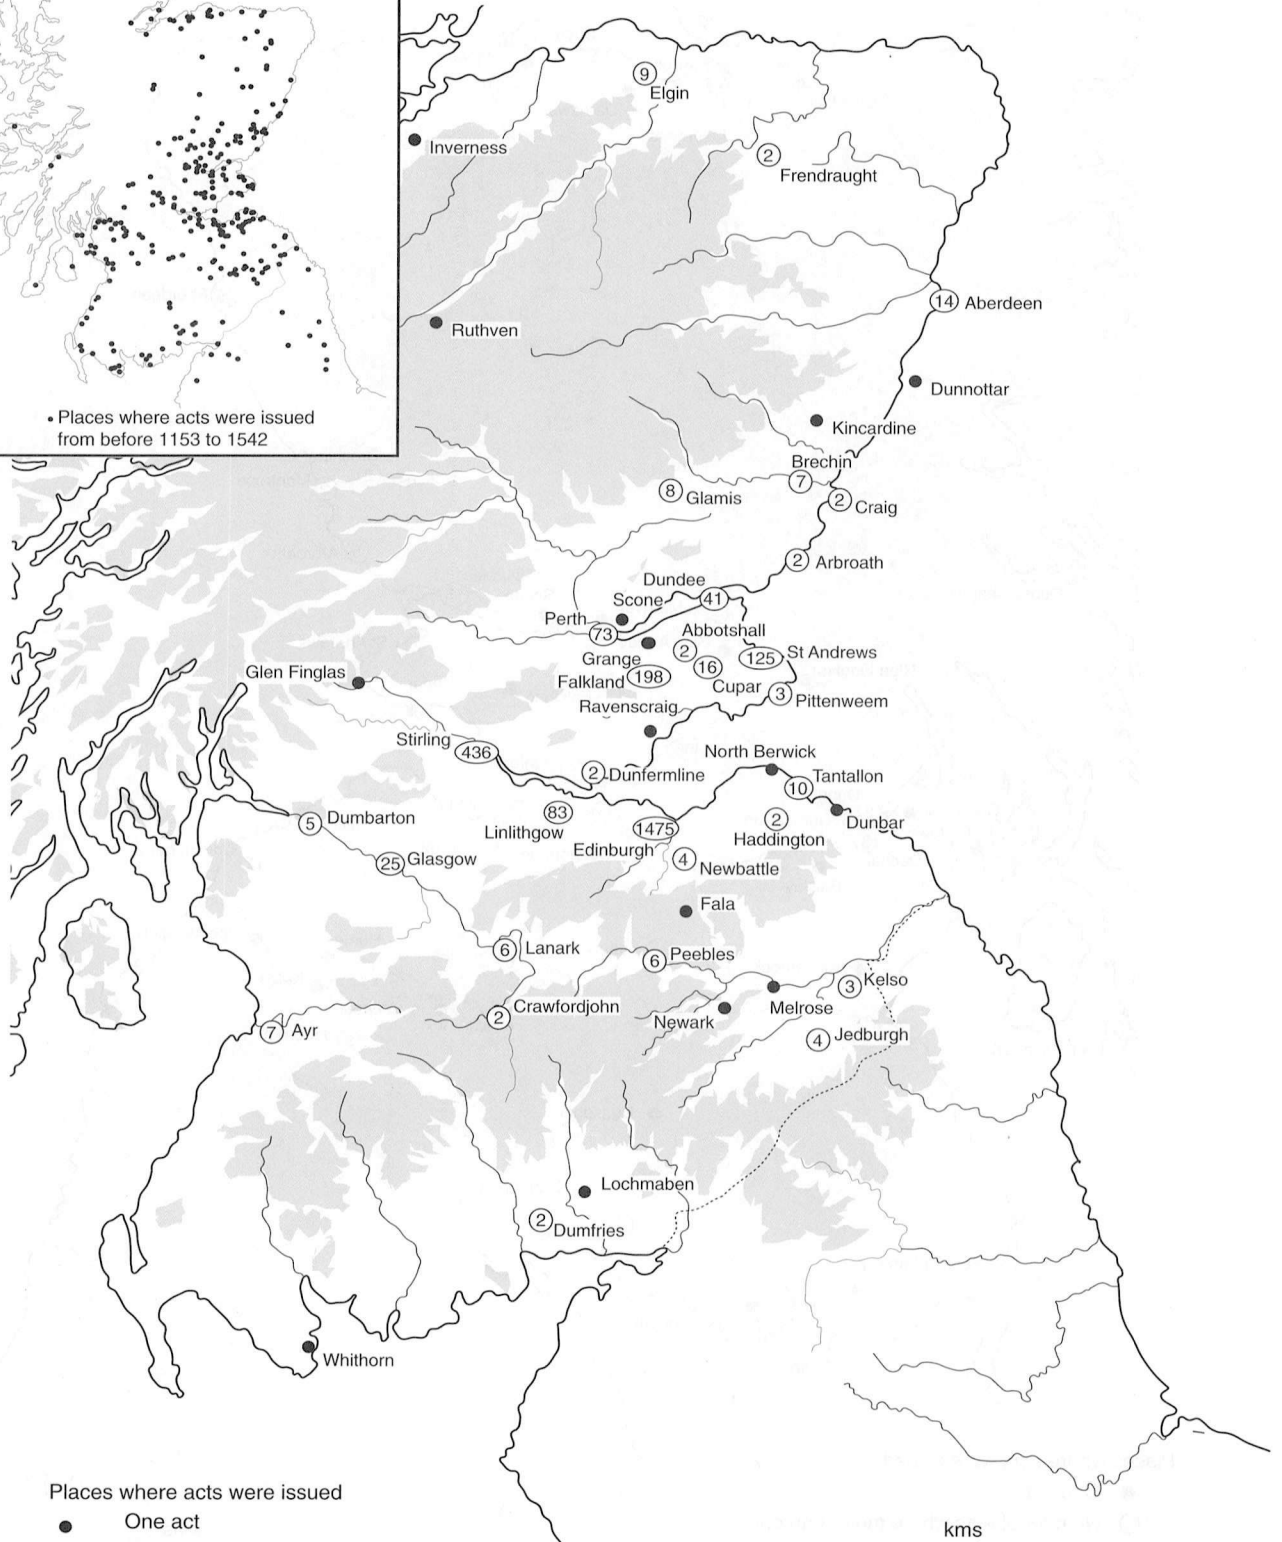 • Places where acts were issued
from before 1153 to 1542
9
Elgin
Inverness
2
Frendraught
14 Aberdeen
Ruthven
Dunnottar
Kincardine
Brechin
7
8 Glamis
2 Craig
2 Arbroath
Dundee
41
Scone
Perth
73
Abbotshall
2
Grange
125 St Andrews
16
Cupar
Falkland 198
Glen Finglas
3 Pittenweem
Ravenscraig
Stirling
436
North Berwick
2 Dunfermline
Tantallon
10
83
Linlithgow
5 Dumbarton
1475
Edinburgh
2
Haddington
Dunbar
25 Glasgow
4
Newbattle
Fala
6 Lanark
6 Peebles
3 Kelso
2 Crawfordjohn
Melrose
Newark
7 Ayr
4 Jedburgh
Lochmaben
2
Dumfries
Whithorn
Places where acts were issued
One act
kms